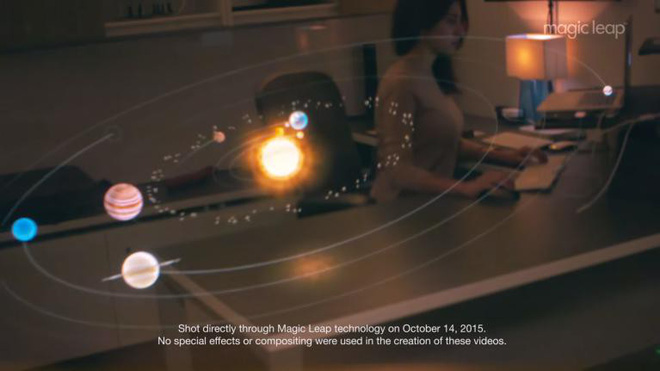 magic leap
Shot directly through Magic Leap technology on October 14, 2015.
No special effects or compositing were used in the creation of these videos.